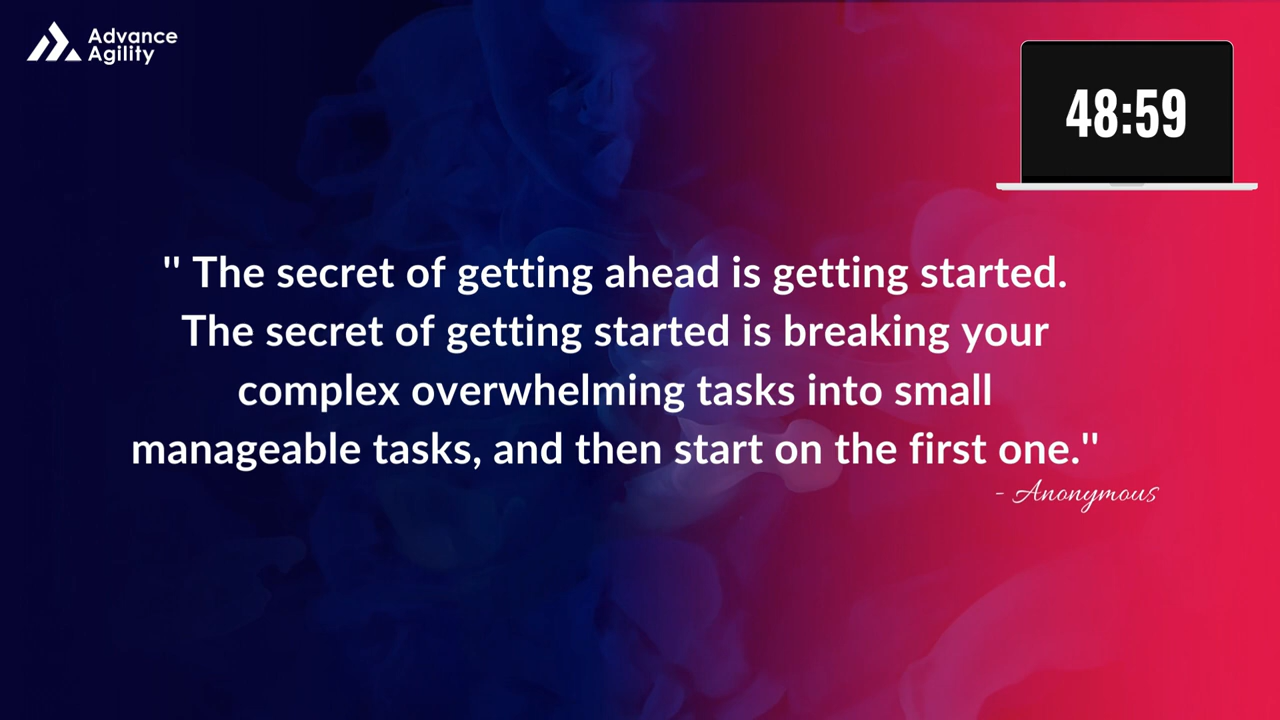 Advance
Agility
48:59
" The secret of getting ahead is getting started.
The secret of getting started is breaking your
complex overwhelming tasks into small
manageable tasks, and then start on the first one."
- Anonymous